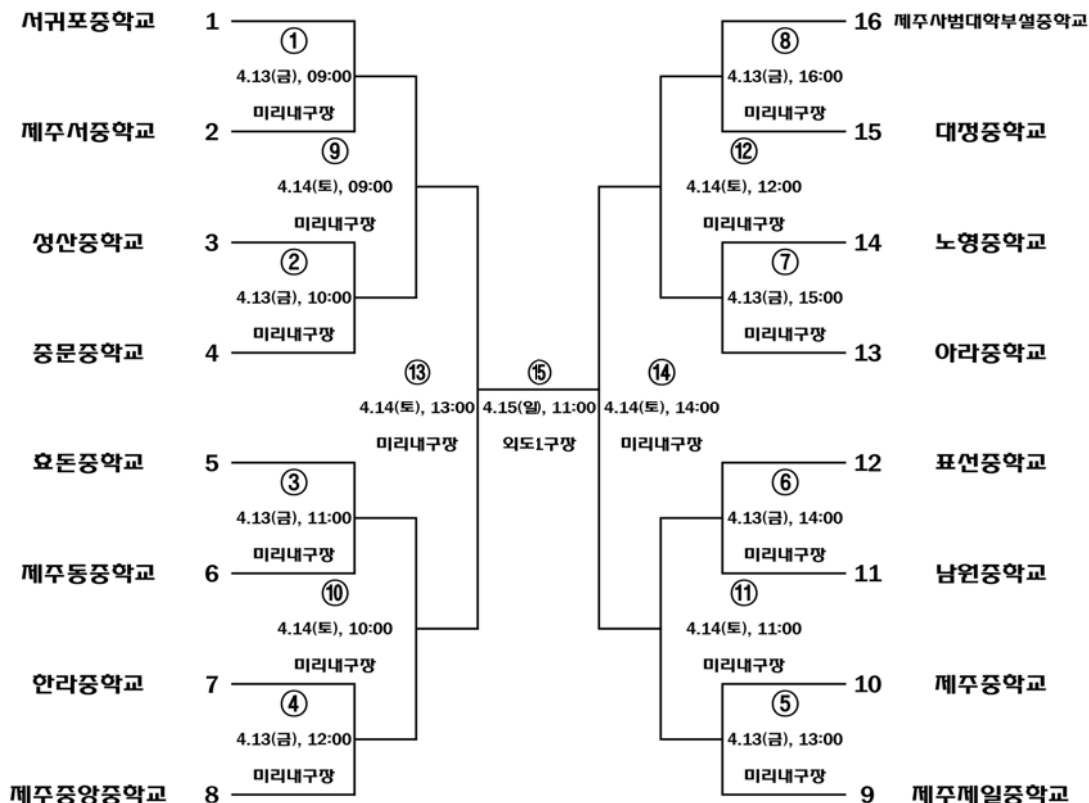 서귀포중학교 1 16 제주사범대학부설중학교
① ⑧
4.13(금), 09:00 4.13(금), 16:00
미리내구장 미리내구장
제주서중학교 2 15 대정중학교
⑨ ⑫
4.14(토), 09:00 4.14(토), 12:00
미리내구장 미리내구장
성산중학교 3 14 노형중학교
② ⑦
4.13(금), 10:00 4.13(금), 15:00
미리내구장 미리내구장
중문중학교 4 13 아라중학교
⑬ ⑮ ⑭
4.14(토), 13:00 4.15(일), 11:00 4.14(토), 14:00
미리내구장 외도1구장 미리내구장
효돈중학교 5 12 표선중학교
③ ⑥
4.13(금), 11:00 4.13(금), 14:00
미리내구장 미리내구장
제주동중학교 6 11 남원중학교
⑩ ⑪
4.14(토), 10:00 4.14(토), 11:00
미리내구장 미리내구장
한라중학교 7 10 제주중학교
④ ⑤
4.13(금), 12:00 4.13(금), 13:00
미리내구장 미리내구장
제주중앙중학교 8 9 제주제일중학교